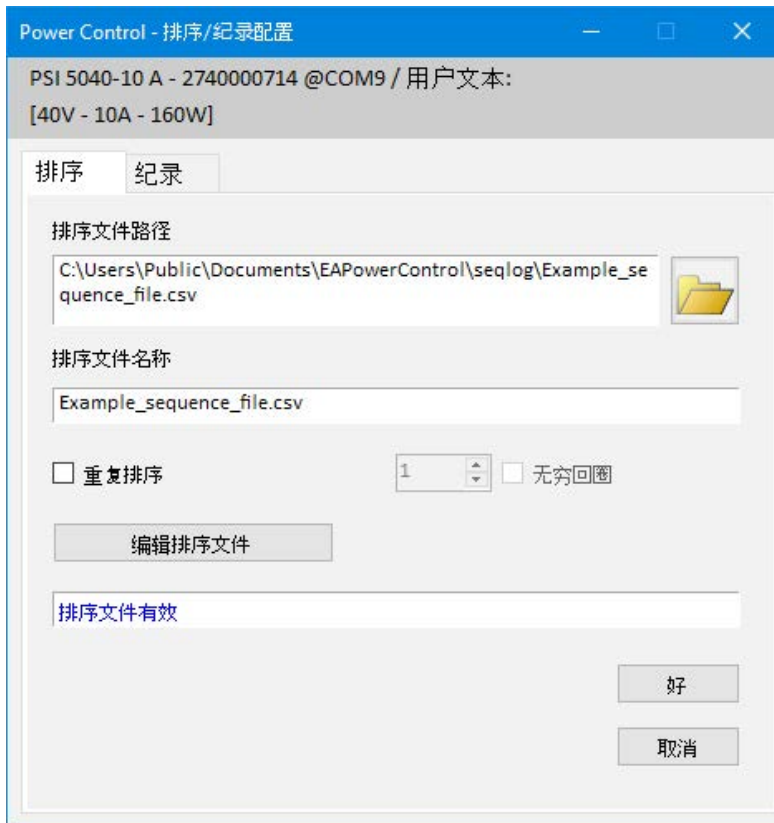 Power Control - 排序/纪录配置
PSI 5040-10 A - 2740000714 @COM9 / 用户文本:
[40V - 10A - 160W]
排序 纪录
排序文件路径
C:\Users\Public\Documents\EAPowerControl\seqlog\Example_se
quence_file.csv
排序文件名称
Example_sequence_file.csv
重复排序 1 无穷回圈
编辑排序文件
排序文件有效
好
取消